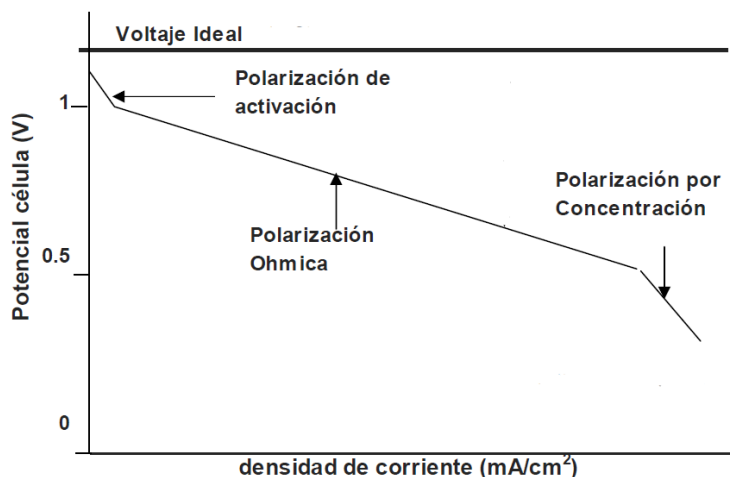 Voltaje Ideal
Polarización de
activación
1
Polarización por
Concentración
Polarización
Ohmica
0.5
0
Potencial célula (V)
densidad de corriente (mA/cm²)